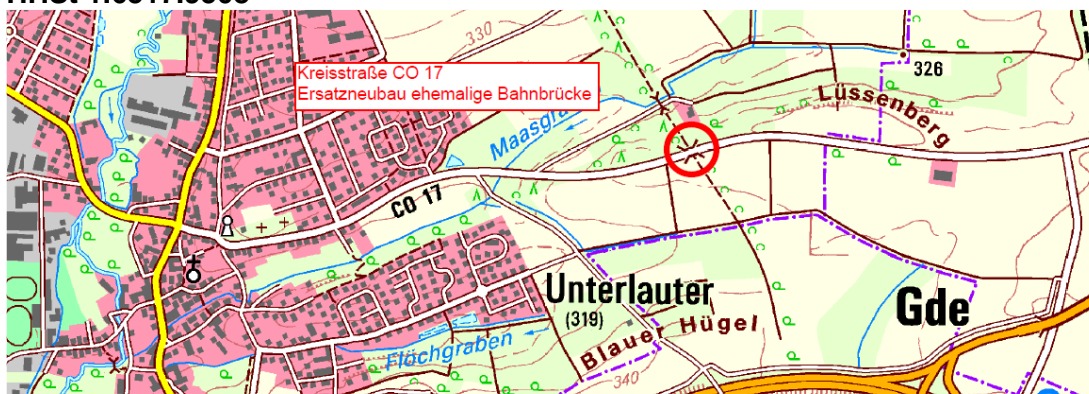 330
Kreisstraße CO 17
Ersatzneubau ehemalige Bahnbrücke
326
Lüssenberg
CO 17
Unterlauter
(319)
Gde
Blauer Hügel
Flöchgraben
340